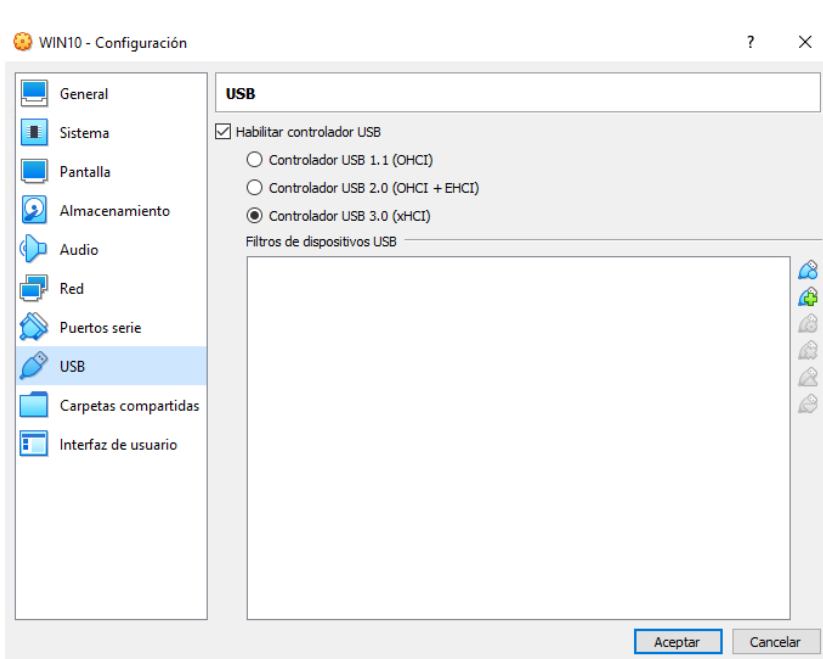 WIN10 - Configuración
?
General
Sistema
Pantalla
Almacenamiento
Audio
Red
Puertos serie
USB
Carpetas compartidas
Interfaz de usuario
USB
Habilitar controlador USB
Controlador USB 1.1 (OHCI)
Controlador USB 2.0 (OHCI + EHCI)
Controlador USB 3.0 (xHCI)
Filtros de dispositivos USB
Aceptar
Cancelar